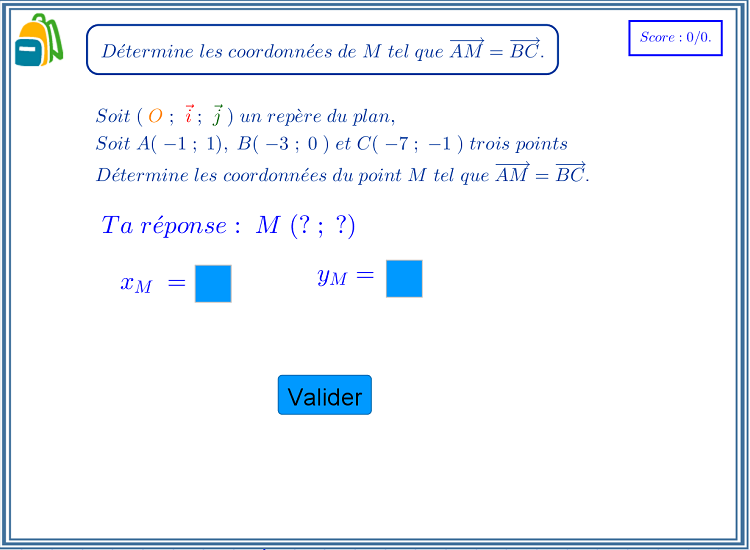 Détermine les coordonnées de M tel que $\overrightarrow{AM} = \overrightarrow{BC}$.
Score : 0/0.
Soit ( O ; $\vec{i}$ ; $\vec{j}$ ) un repère du plan,
Soit A( −1 ; 1), B( −3 ; 0 ) et C( −7 ; −1 ) trois points
Détermine les coordonnées du point M tel que $\overrightarrow{AM} = \overrightarrow{BC}$.
Ta réponse : M (? ; ?)
$x_M$ =
$y_M$ =
Valider